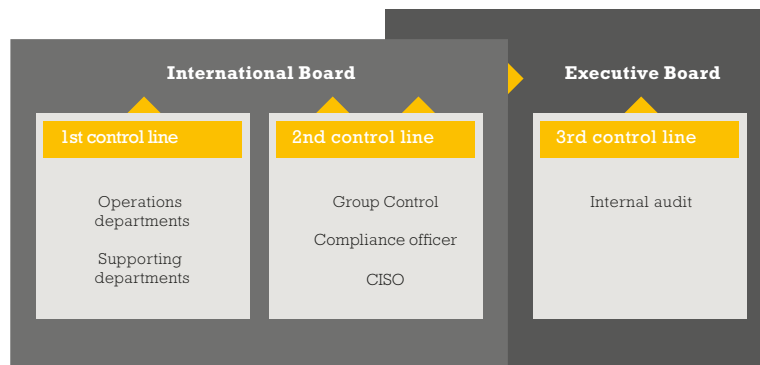 International Board
Executive Board
1st control line
2nd control line
3rd control line
Operations
departments
Supporting
departments
Group Control
Compliance officer
CISO
Internal audit